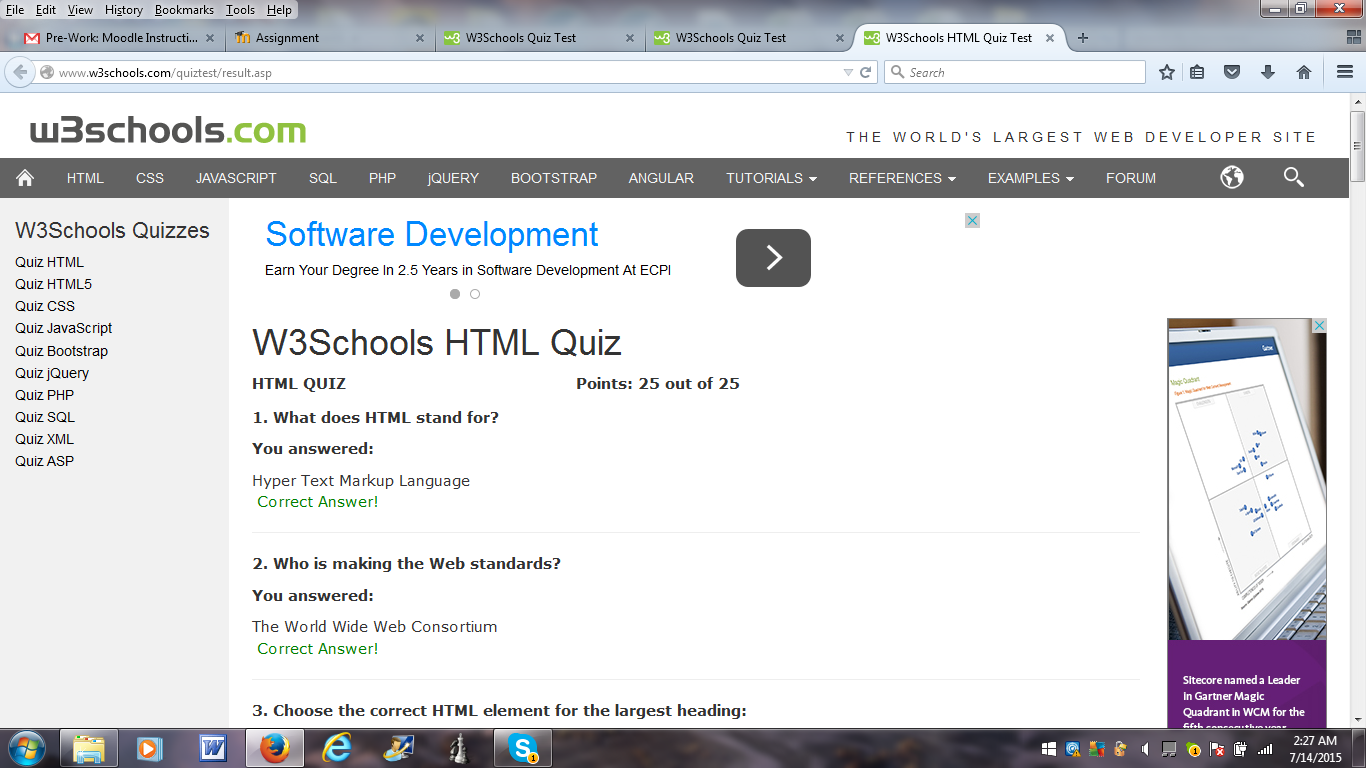 File Edit View History Bookmarks Tools Help
Pre-Work: Moodle Instructi... Assignment W3Schools Quiz Test W3Schools Quiz Test W3Schools HTML Quiz Test
www.w3schools.com/quiztest/result.asp
Search
w3schools.com
THE WORLD'S LARGEST WEB DEVELOPER SITE
HTML CSS JAVASCRIPT SQL PHP jQUERY BOOTSTRAP ANGULAR TUTORIALS REFERENCES EXAMPLES FORUM
W3Schools Quizzes
Quiz HTML
Quiz HTML5
Quiz CSS
Quiz JavaScript
Quiz Bootstrap
Quiz jQuery
Quiz PHP
Quiz SQL
Quiz XML
Quiz ASP
Software Development
Earn Your Degree In 2.5 Years in Software Development At ECPI
W3Schools HTML Quiz
HTML QUIZ Points: 25 out of 25
1. What does HTML stand for?
You answered:
Hyper Text Markup Language
Correct Answer!
2. Who is making the Web standards?
You answered:
The World Wide Web Consortium
Correct Answer!
3. Choose the correct HTML element for the largest heading:
Gartner
Magic Quadrant
Sitecore named a Leader
in Gartner Magic
Quadrant in WCM for the
fifth consecutive year
2:27 AM
7/14/2015